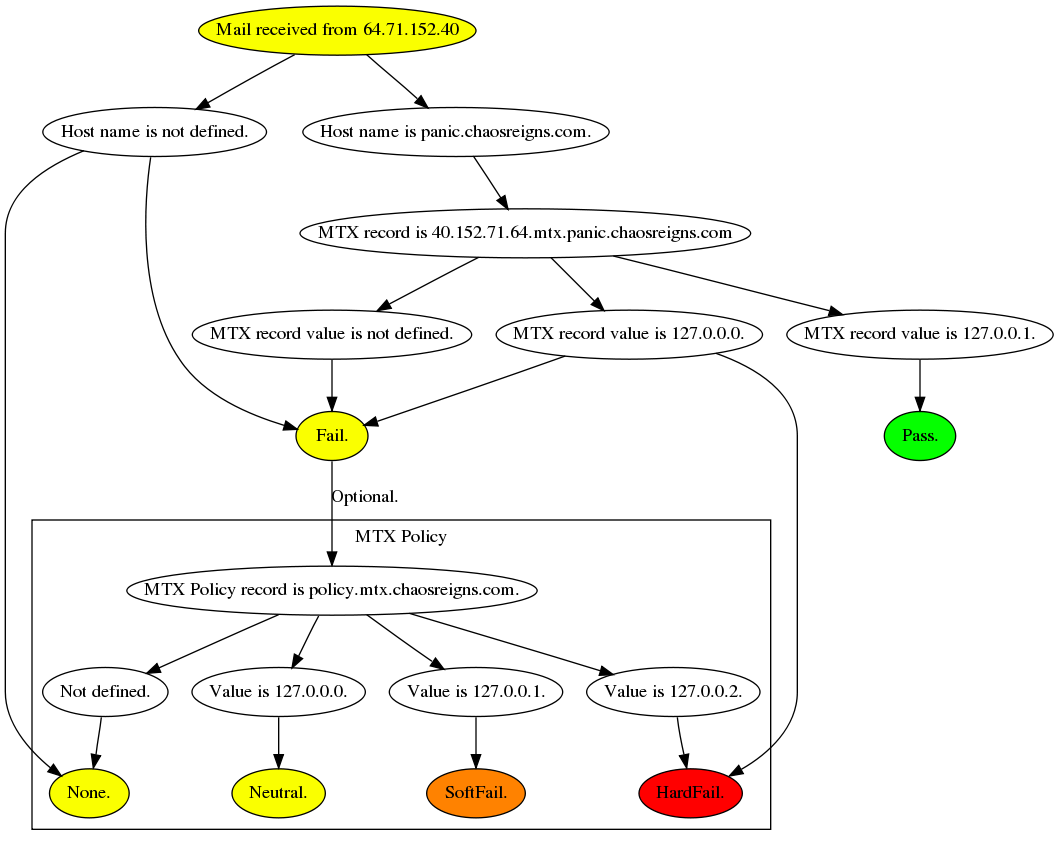 Mail received from 64.71.152.40
Host name is not defined.
Host name is panic.chaosreigns.com.
MTX record is 40.152.71.64.mtx.panic.chaosreigns.com
MTX record value is not defined.
MTX record value is 127.0.0.0.
MTX record value is 127.0.0.1.
Fail.
Pass.
Optional.
MTX Policy
MTX Policy record is policy.mtx.chaosreigns.com.
Not defined.
Value is 127.0.0.0.
Value is 127.0.0.1.
Value is 127.0.0.2.
None.
Neutral.
SoftFail.
HardFail.